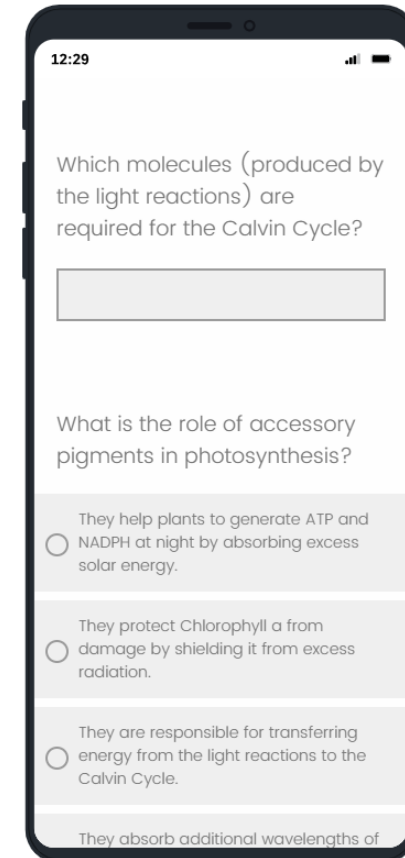 12:29
Which molecules (produced by
the light reactions) are
required for the Calvin Cycle?
What is the role of accessory
pigments in photosynthesis?
They help plants to generate ATP and
NADPH at night by absorbing excess
solar energy.
They protect Chlorophyll a from
damage by shielding it from excess
radiation.
They are responsible for transferring
energy from the light reactions to the
Calvin Cycle.
They absorb additional wavelengths of